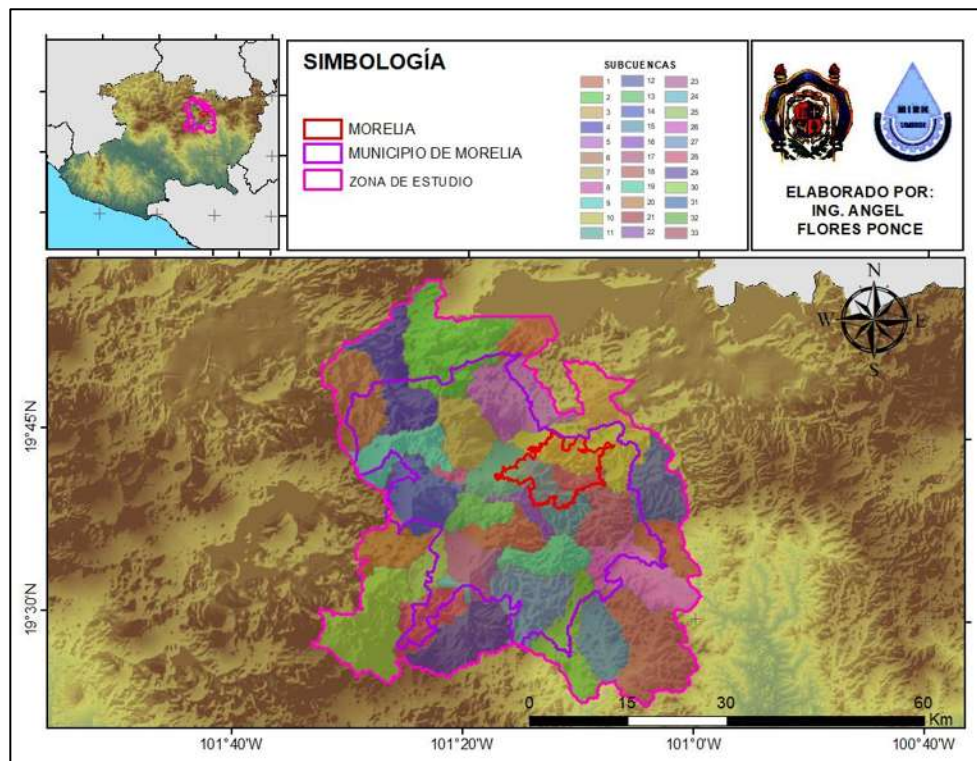 SIMBOLOGÍA
MORELIA
MUNICIPIO DE MORELIA
ZONA DE ESTUDIO
SUBCUENCAS
1 12 23
2 13 24
3 14 25
4 15 26
5 16 27
6 17 28
7 18 29
8 19 30
9 20 31
10 21 32
11 22 33
ELABORADO POR:
ING. ANGEL
FLORES PONCE
N
W E
S
19°45'N
19°30'N
0 15 30 60
Km
101°40'W 101°20'W 101°0'W 100°40'W